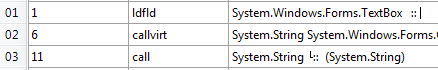 01 1 ldfld System.Windows.Forms.TextBox ::|
02 6 callvirt System.String System.Windows.Forms.
03 11 call System.String └:: (System.String)